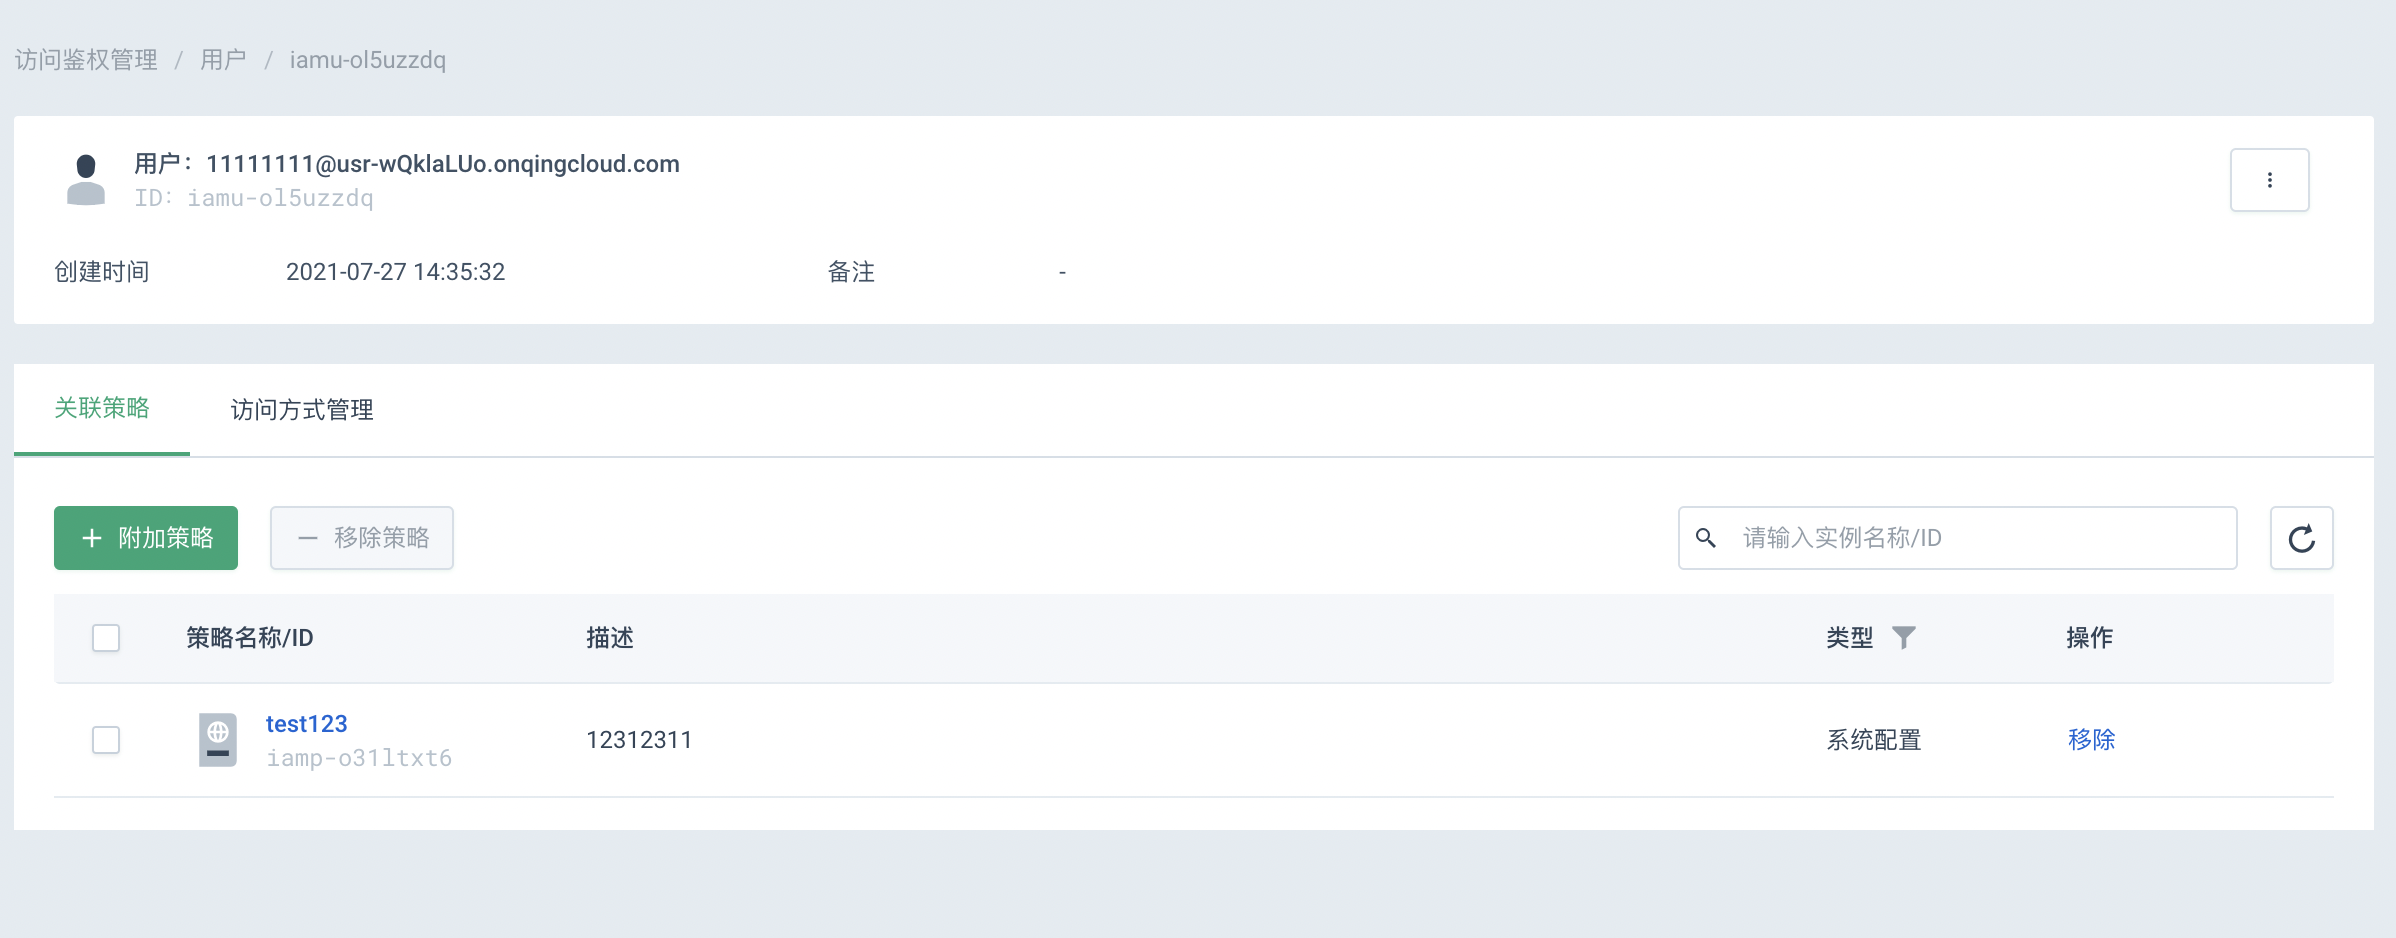 访问鉴权管理 / 用户 / iamu-ol5uzzdq
用户：11111111@usr-wQklaLUo.onqingcloud.com
ID: iamu-ol5uzzdq
创建时间 2021-07-27 14:35:32 备注 -
关联策略 访问方式管理
附加策略 移除策略 请输入实例名称/ID
策略名称/ID 描述 类型 操作
test123
iamp-o31ltxt6
12312311 系统配置 移除